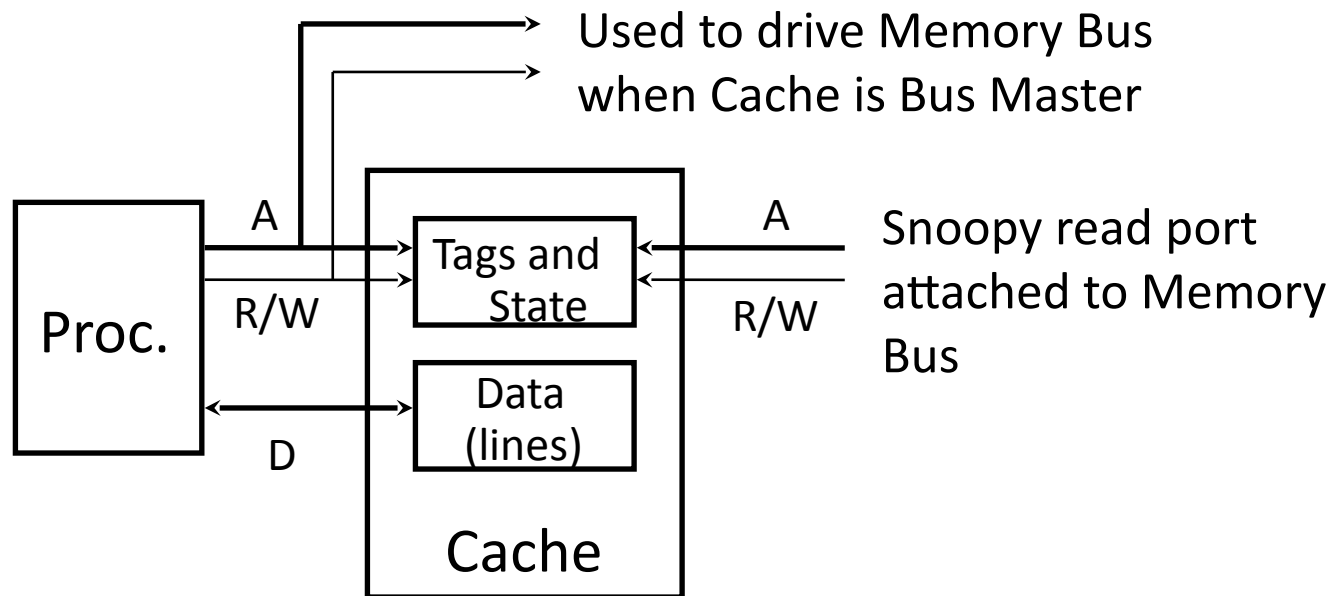 Used to drive Memory Bus
when Cache is Bus Master
A
R/W
Proc.
D
Tags and
State
Data
(lines)
Cache
A
R/W
Snoopy read port
attached to Memory
Bus